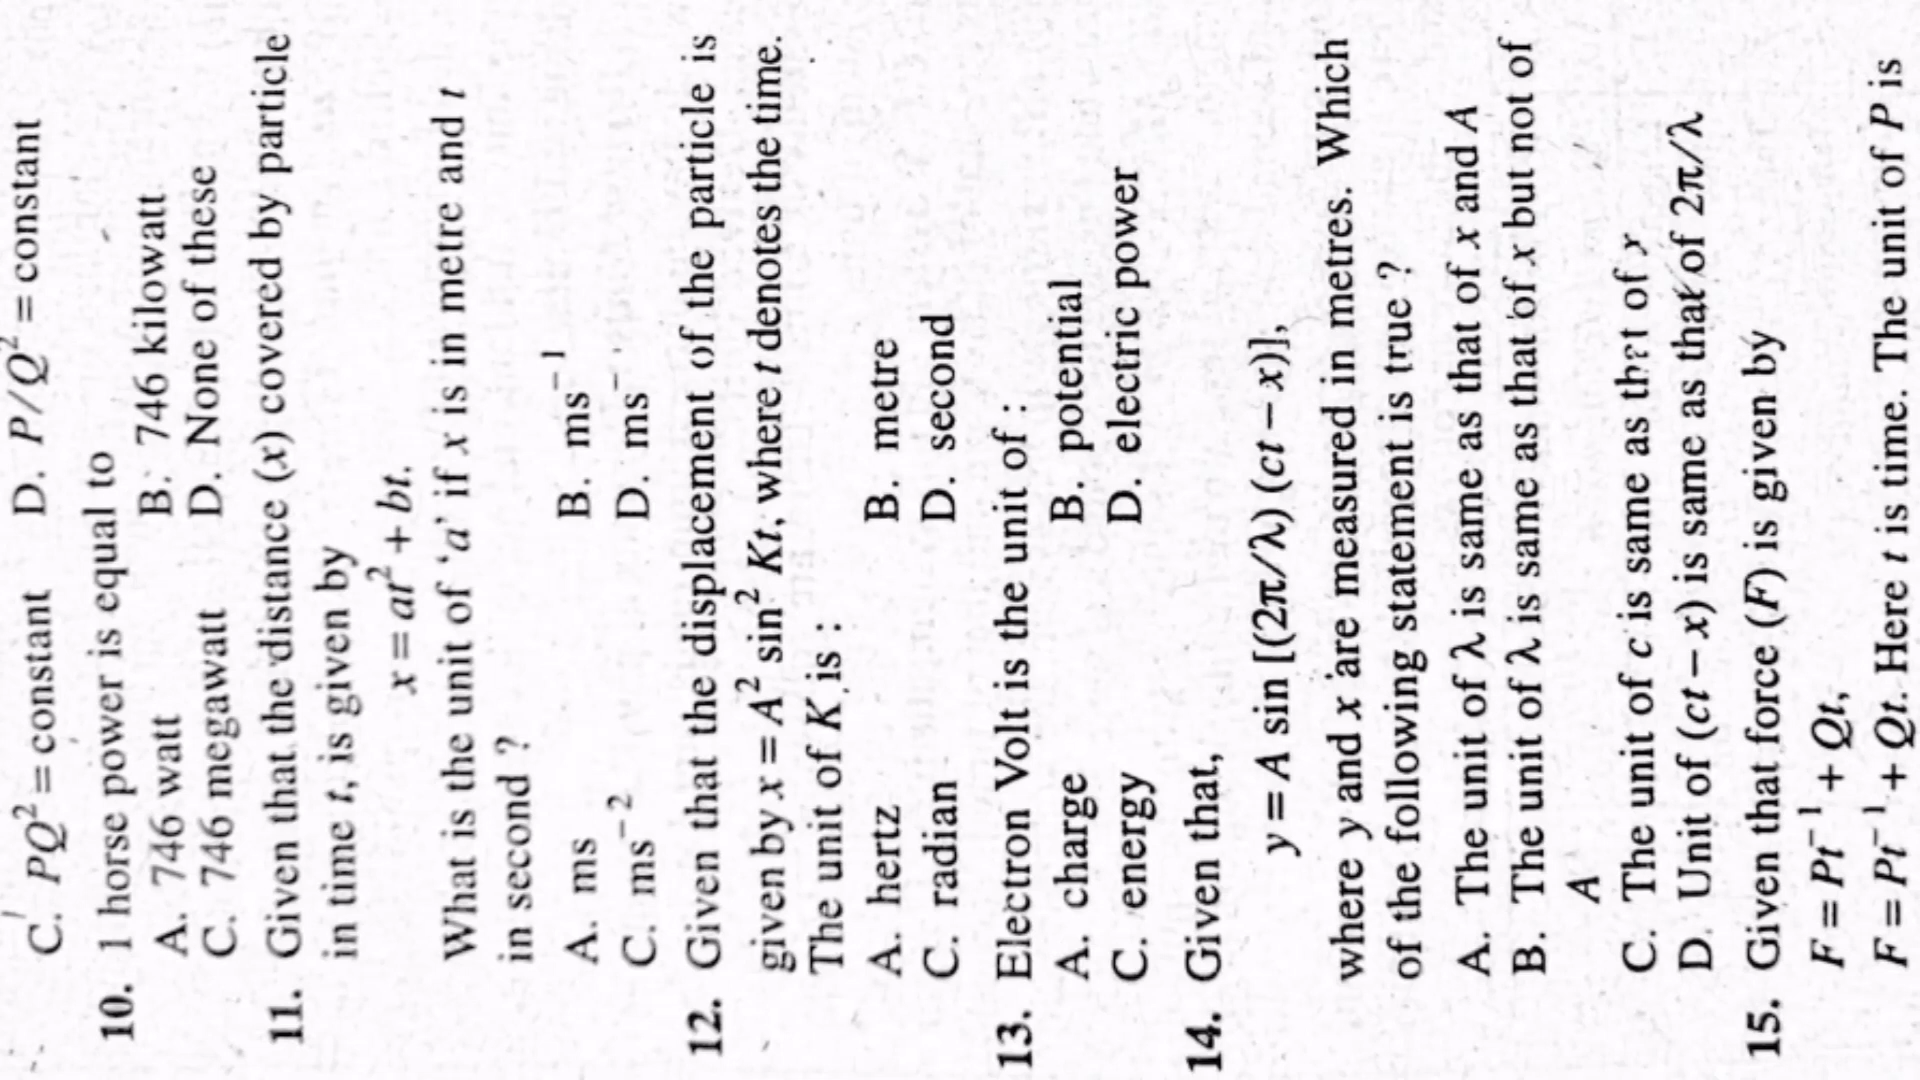 C. PQ² = constant D. P/Q² = constant
10. 1 horse power is equal to
A. 746 watt B. 746 kilowatt
C. 746 megawatt D. None of these
11. Given that the distance (x) covered by particle
in time t, is given by
x = at² + bt.
What is the unit of ‘a’ if x is in metre and t
in second ?
A. ms B. ms⁻¹
C. ms⁻² D. ms⁻
12. Given that the displacement of the particle is
given by x = A² sin² Kt, where t denotes the time.
The unit of K is :
A. hertz B. metre
C. radian D. second
13. Electron Volt is the unit of :
A. charge B. potential
C. energy D. electric power
14. Given that,
y = A sin [(2π/λ) (ct − x)],
where y and x are measured in metres. Which
of the following statement is true ?
A. The unit of λ is same as that of x and A
B. The unit of λ is same as that of x but not of
A
C. The unit of c is same as that of
D. Unit of (ct − x) is same as that of 2π/λ
15. Given that force (F) is given by
F = Pt⁻¹ + Qt,
F = Pt⁻¹ + Qt. Here t is time. The unit of P is